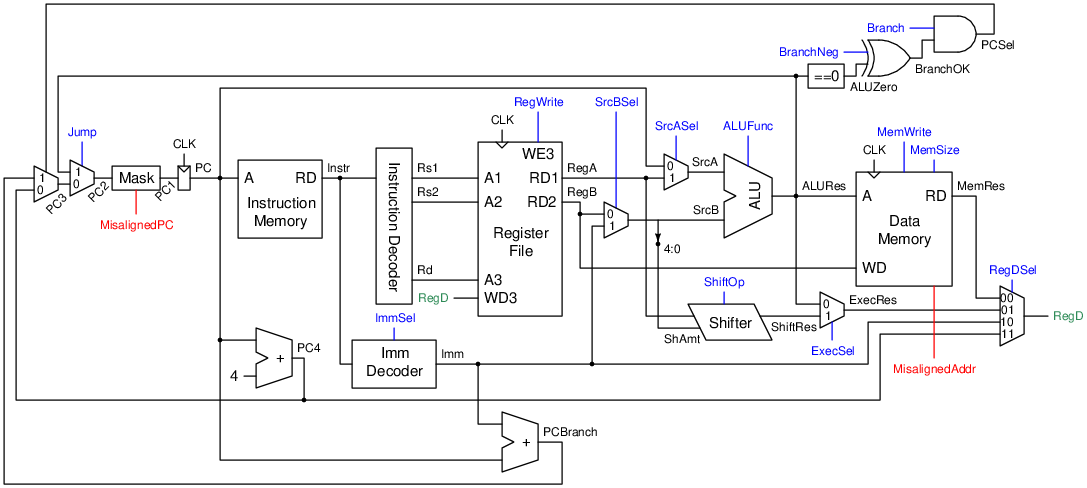 Branch
PCSel
BranchNeg
BranchOK
==0
ALUZero
RegWrite
SrcBSel
CLK
SrcASel
ALUFunc
MemWrite
Jump
CLK
CLK
MemSize
1
0
PC3
1
0
PC2
Mask
PC1
PC
MisalignedPC
A
RD
Instruction
Memory
Instr
Instruction Decoder
Rs1
Rs2
Rd
RegD
WE3
A1
RD1
A2
RD2
Register
File
A3
WD3
RegA
RegB
0
1
0
1
SrcA
SrcB
4:0
ALU
ALURes
A
RD
Data
Memory
WD
MemRes
RegDSel
00
01
10
11
RegD
MisalignedAddr
ShiftOp
Shifter
ShAmt
ShiftRes
0
1
ExecRes
ExecSel
ImmSel
Imm
Decoder
Imm
4
+
PC4
+
PCBranch